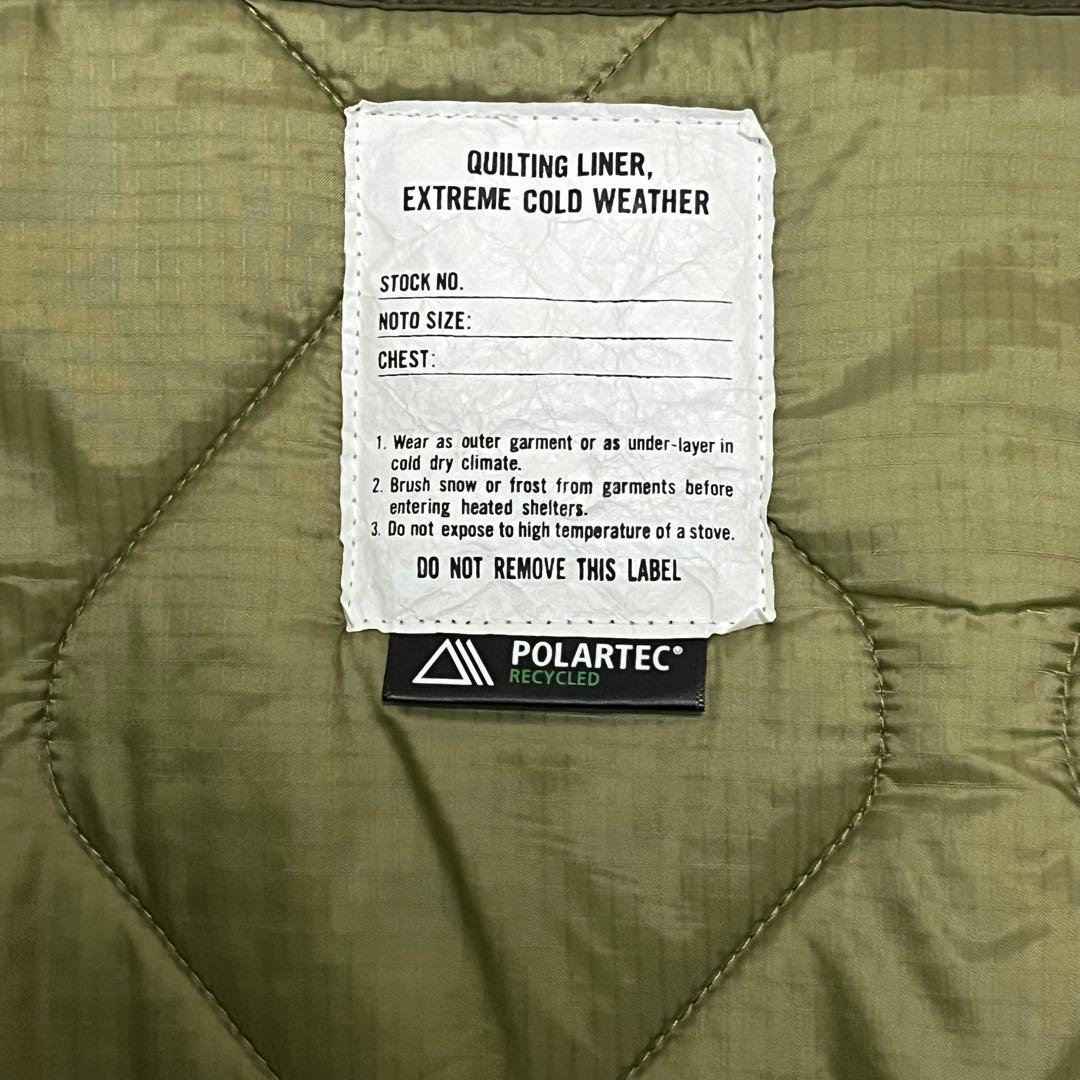 QUILTING LINER,
EXTREME COLD WEATHER
STOCK NO.
NOTO SIZE:
CHEST:
1. Wear as outer garment or as under-layer in
cold dry climate.
2. Brush snow or frost from garments before
entering heated shelters.
3. Do not expose to high temperature of a stove.
DO NOT REMOVE THIS LABEL
POLARTEC®
RECYCLED